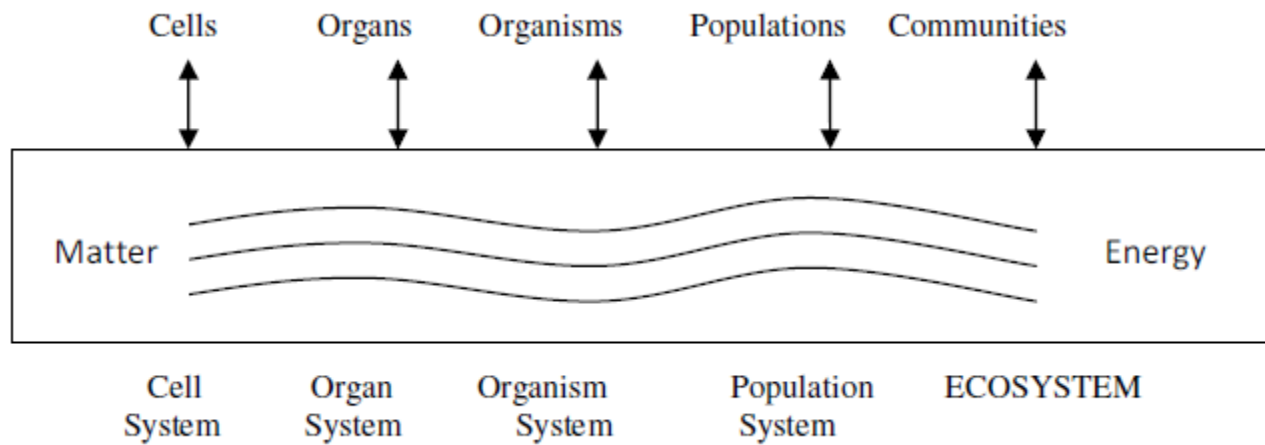 Cells Organs Organisms Populations Communities
Matter Energy
Cell Organ Organism Population ECOSYSTEM
System System System System